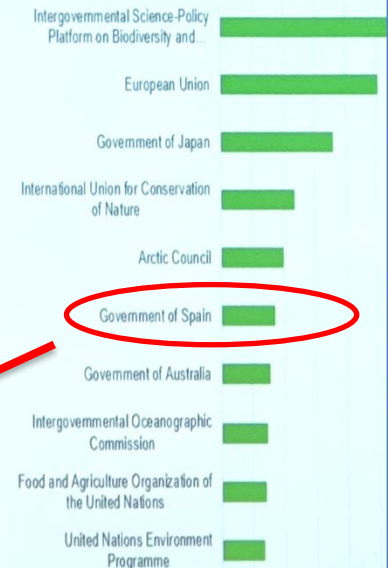 Intergovernmental Science-Policy
Platform on Biodiversity and...
European Union
Government of Japan
International Union for Conservation
of Nature
Arctic Council
Government of Spain
Government of Australia
Intergovernmental Oceanographic
Commission
Food and Agriculture Organization of
the United Nations
United Nations Environment
Programme